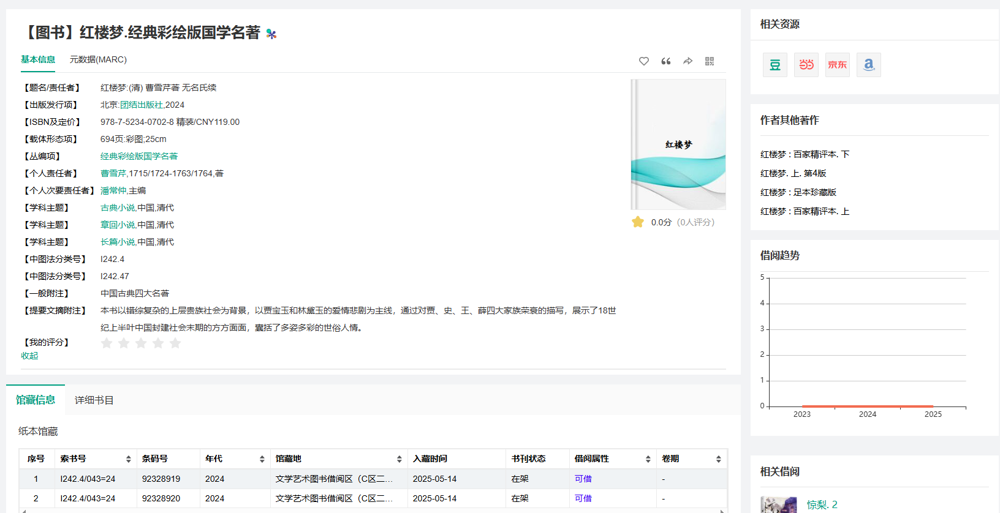 【图书】红楼梦.经典彩绘版国学名著
基本信息 元数据(MARC)
【题名/责任者】 红楼梦:(清) 曹雪芹著 无名氏续
【出版发行项】 北京:团结出版社,2024
【ISBN及定价】 978-7-5234-0702-8 精装/CNY119.00
【载体形态项】 694页:彩图;25cm
【丛编项】 经典彩绘版国学名著
【个人责任者】 曹雪芹,1715/1724-1763/1764,著
【个人次要责任者】 潘常仲,主编
【学科主题】 古典小说,中国,清代
【学科主题】 章回小说,中国,清代
【学科主题】 长篇小说,中国,清代
【中图法分类号】 I242.4
【中图法分类号】 I242.47
【一般附注】 中国古典四大名著
【提要文摘附注】 本书以错综复杂的上层贵族社会为背景，以贾宝玉和林黛玉的爱情悲剧为主线，通过对贾、史、王、薛四大家族荣衰的描写，展示了18世
纪上半叶中国封建社会末期的方方面面，囊括了多姿多彩的世俗人情。
【我的评分】
收起
红楼梦
0.0分 (0人评分)
馆藏信息 详细书目
纸本馆藏
序号 索书号 条码号 年代 馆藏地 入藏时间 书刊状态 借阅属性 卷期
1 I242.4/043=24 92328919 2024 文学艺术图书借阅区（C区二... 2025-05-14 在架 可借 -
2 I242.4/043=24 92328920 2024 文学艺术图书借阅区（C区二... 2025-05-14 在架 可借 -
相关资源
豆 当当 京东 a
作者其他著作
红楼梦 : 百家精评本. 下
红楼梦. 上. 第4版
红楼梦 : 足本珍藏版
红楼梦 : 百家精评本. 上
借阅趋势
5
4
3
2
1
0
2023 2024 2025
相关借阅
惊梨. 2